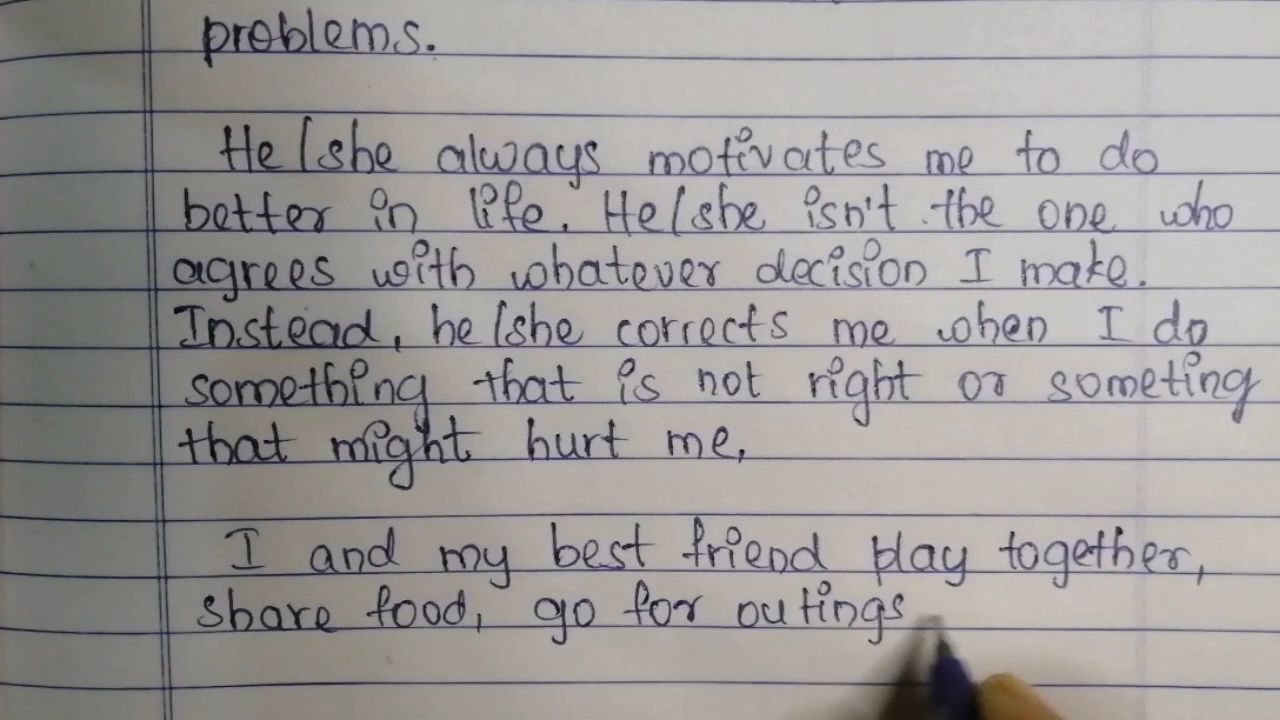 problems.
He/she always motivates me to do
better in life. He/she isn't the one who
agrees with whatever decision I make.
Instead, he/she corrects me when I do
something that is not right or someting
that might hurt me,
I and my best friend play together,
share food, go for outings